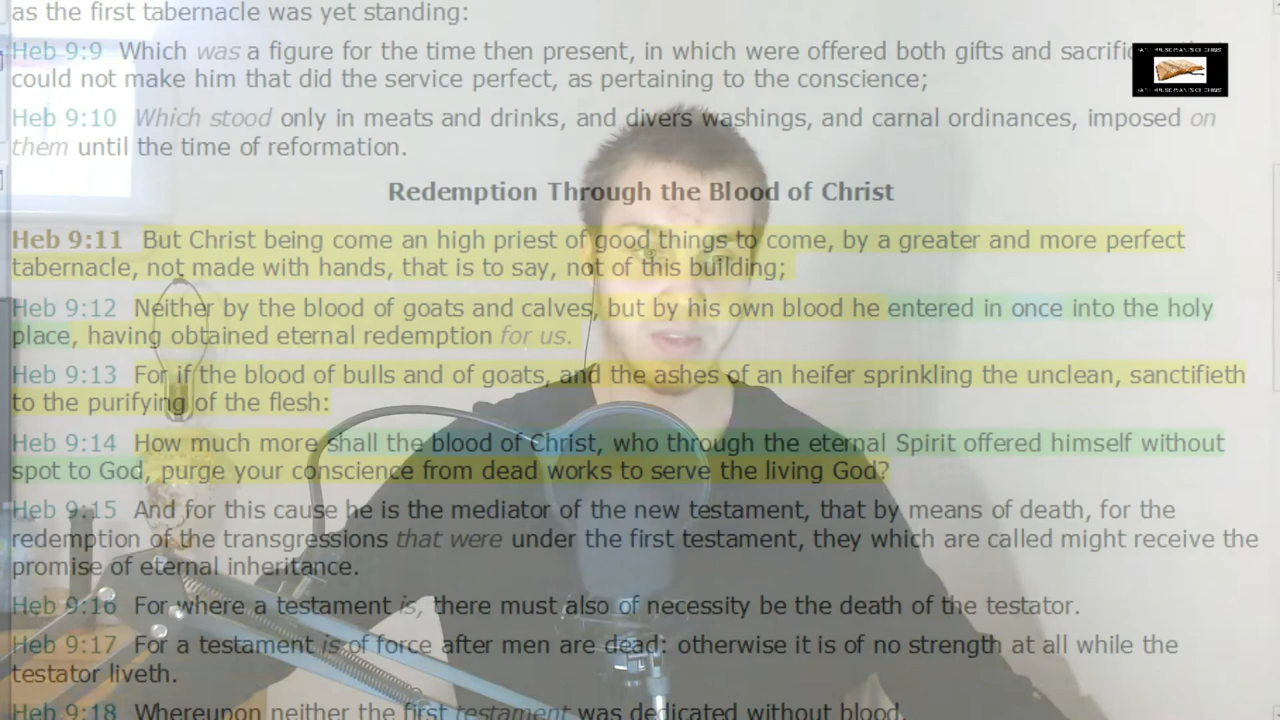 as the first tabernacle was yet standing:
Heb 9:9 Which was a figure for the time then present, in which were offered both gifts and
could not make him that did the service perfect, as pertaining to the conscience;
Heb 9:10 Which stood only in meats and drinks, and divers washings, and carnal ordinances, imposed on
them until the time of reformation.
Redemption Through the Blood of Christ
Heb 9:11 But Christ being come an high priest of good things to come, by a greater and more perfect
tabernacle, not made with hands, that is to say, not of this building;
Heb 9:12 Neither by the blood of goats and calves, but by his own blood he entered in once into the holy
place, having obtained eternal redemption for us.
Heb 9:13 For if the blood of bulls and of goats, and the ashes of an heifer sprinkling the unclean, sanctifieth
to the purifying of the flesh:
Heb 9:14 How much more shall the blood of Christ, who through the eternal Spirit offered himself without
spot to God, purge your conscience from dead works to serve the living God?
Heb 9:15 And for this cause he is the mediator of the new testament, that by means of death, for the
redemption of the transgressions that were under the first testament, they which are called might receive the
promise of eternal inheritance.
Heb 9:16 For where a testament is, there must also of necessity be the death of the testator.
Heb 9:17 For a testament is of force after men are dead: otherwise it is of no strength at all while the
testator liveth.
Heb 9:18 Whereupon neither the first testament was dedicated without blood.